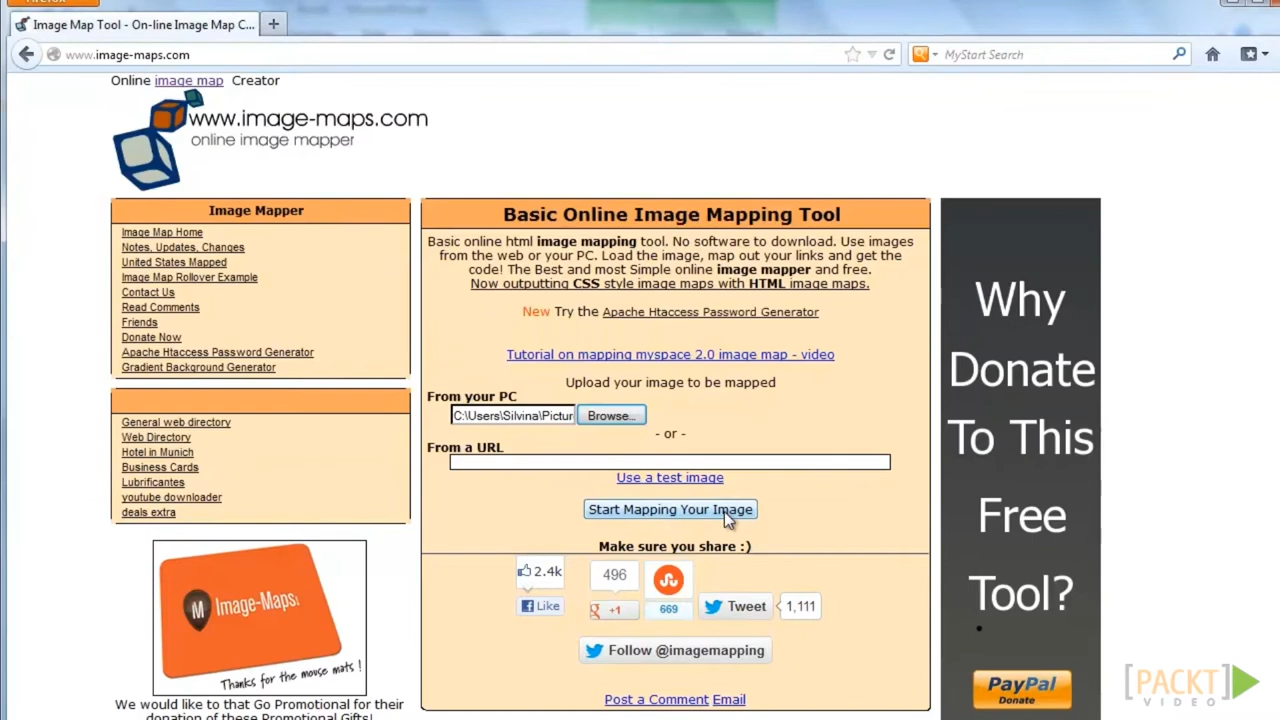 Image Map Tool - On-line Image Map C...
www.image-maps.com
MyStart Search
Online image map Creator
www.image-maps.com
online image mapper
Image Mapper
Image Map Home
Notes, Updates, Changes
United States Mapped
Image Map Rollover Example
Contact Us
Read Comments
Friends
Donate Now
Apache Htaccess Password Generator
Gradient Background Generator
General web directory
Web Directory
Hotel in Munich
Business Cards
Lubrificantes
youtube downloader
deals extra
Image-Maps
Thanks for the mouse mats !
We would like to that Go Promotional for their
donation of these Promotional Gifts!
Basic Online Image Mapping Tool
Basic online html image mapping tool. No software to download. Use images
from the web or your PC. Load the image, map out your links and get the
code! The Best and most Simple online image mapper and free.
Now outputting CSS style image maps with HTML image maps.
New Try the Apache Htaccess Password Generator
Tutorial on mapping myspace 2.0 image map - video
Upload your image to be mapped
From your PC
C:\Users\Silvina\Pictur
Browse...
- or -
From a URL
Use a test image
Start Mapping Your Image
Make sure you share :)
2.4k
496
Like
+1
669
Tweet
1,111
Follow @imagemapping
Post a Comment Email
Why
Donate
To This
Free
Tool?
PayPal
Donate
[PACKT]
VIDEO